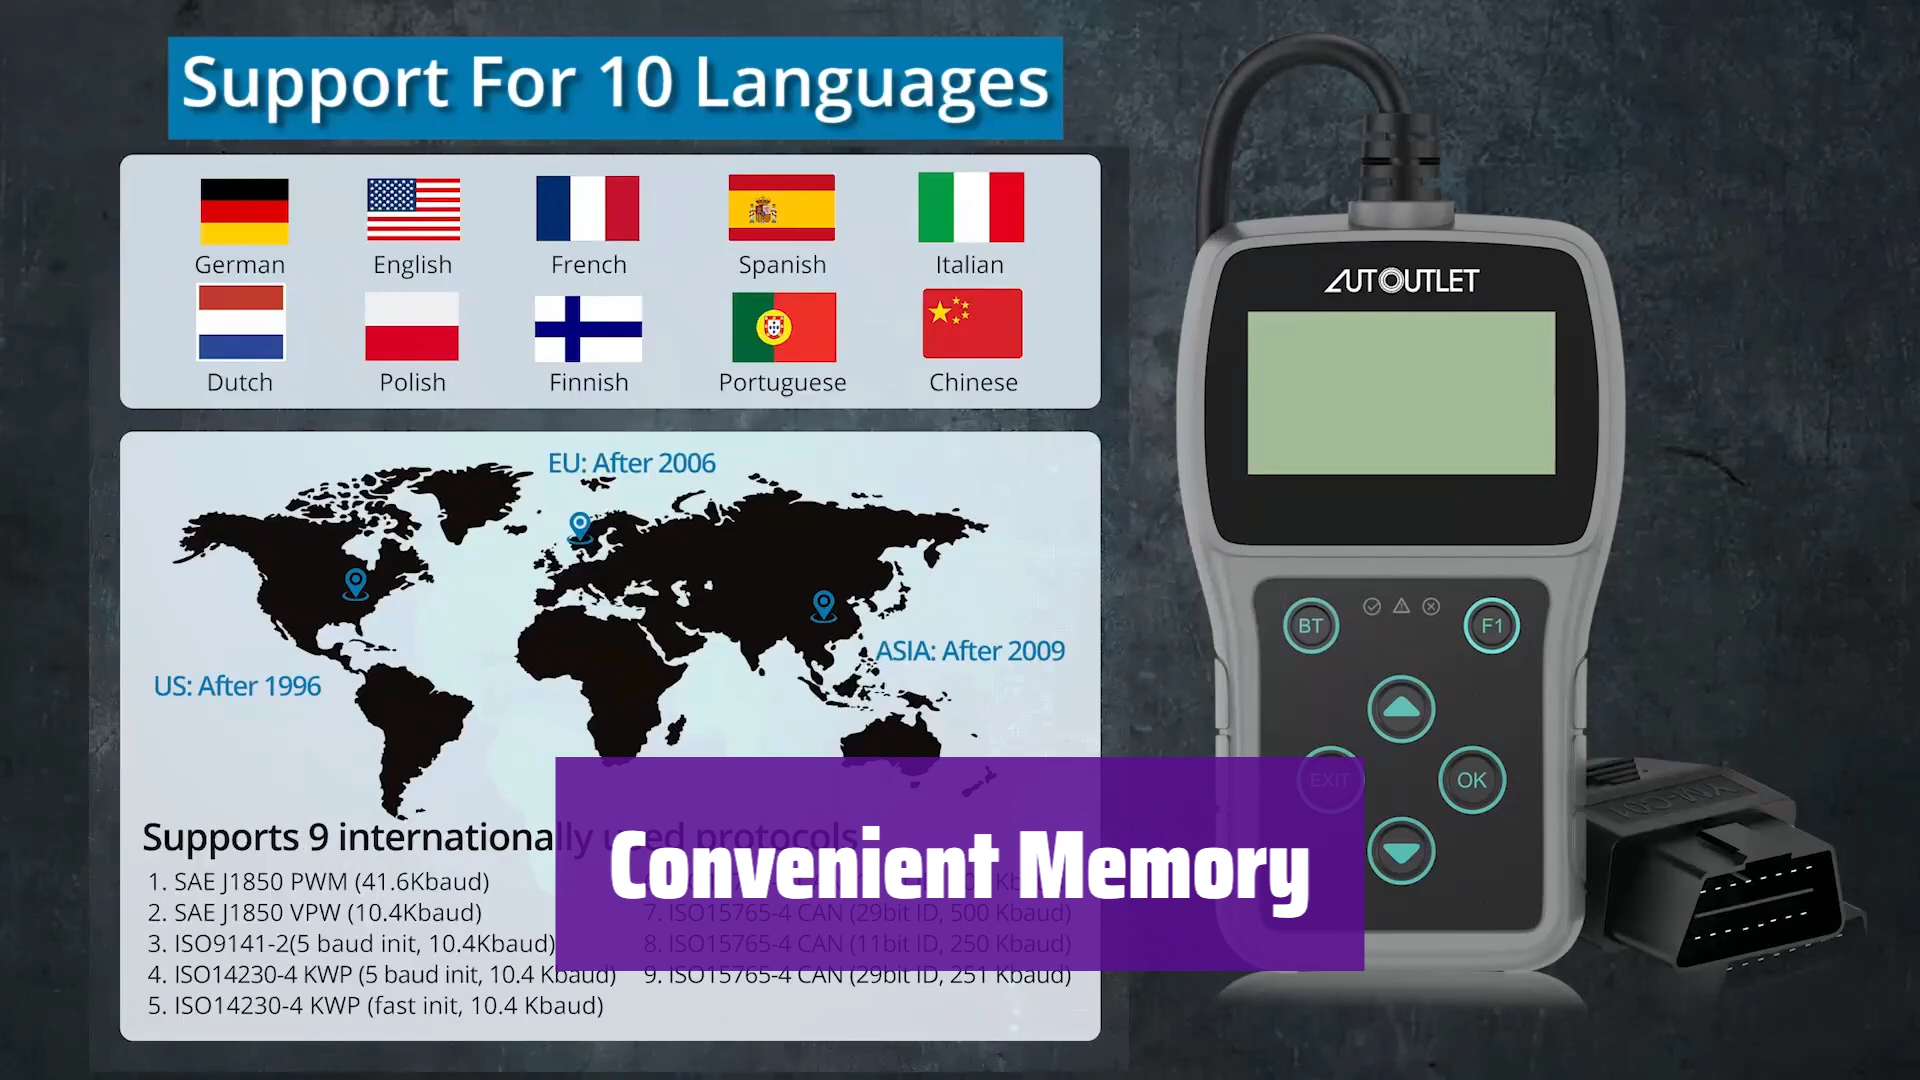 Support For 10 Languages
German English French Spanish Italian
Dutch Polish Finnish Portuguese Chinese
EU: After 2006
ASIA: After 2009
US: After 1996
Supports 9 internationally used protocols
1. SAE J1850 PWM (41.6Kbaud)
2. SAE J1850 VPW (10.4Kbaud)
3. ISO9141-2(5 baud init, 10.4Kbaud)
4. ISO14230-4 KWP (5 baud init, 10.4 Kbaud)
5. ISO14230-4 KWP (fast init, 10.4 Kbaud)
7. ISO15765-4 CAN (29bit ID, 500 Kbaud)
8. ISO15765-4 CAN (11bit ID, 250 Kbaud)
9. ISO15765-4 CAN (29bit ID, 251 Kbaud)
Convenient Memory
AUTOUTLET
BT F1
EXIT OK